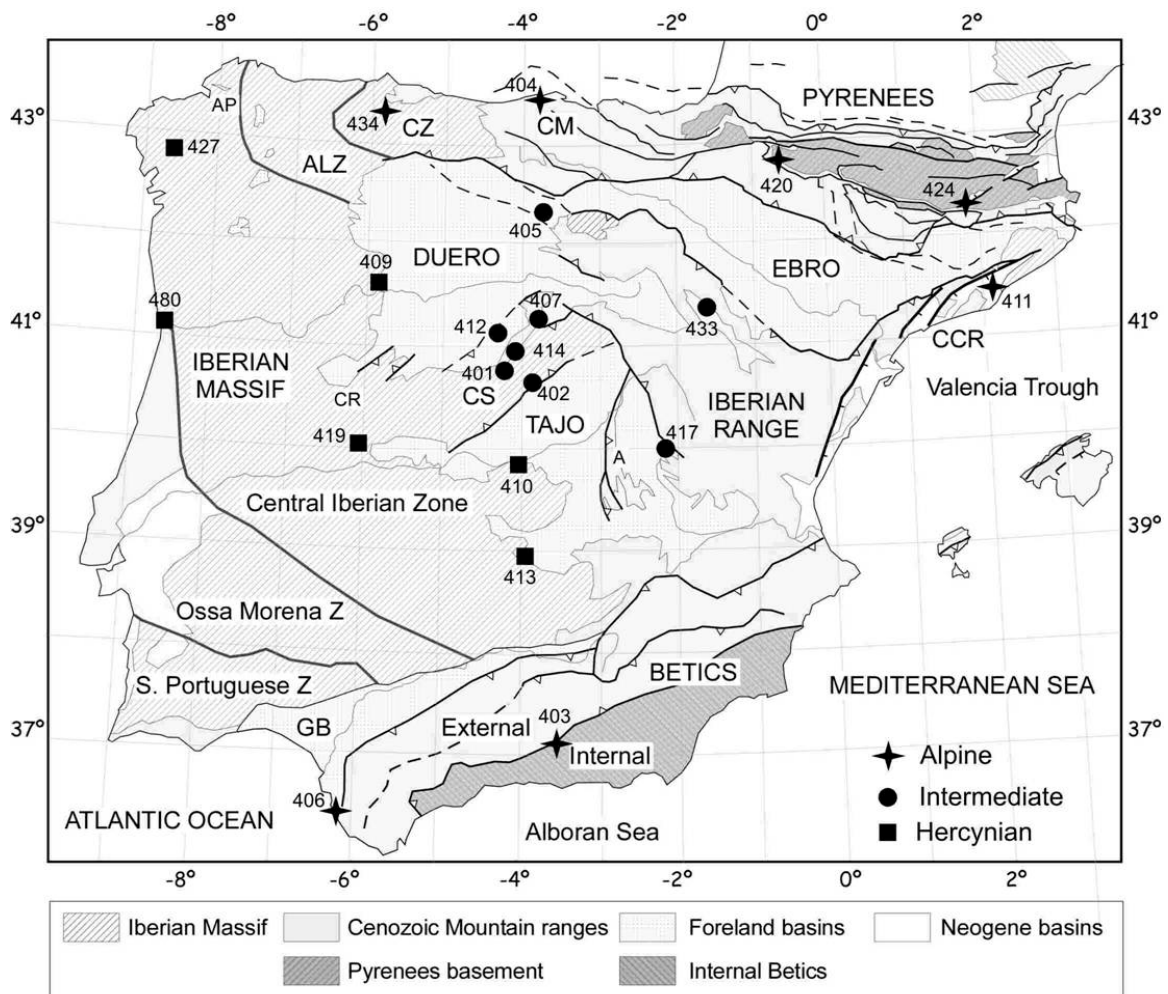 -8° -6° -4° -2° 0° 2°
43° 43°
41° 41°
39° 39°
37° 37°
AP
404
PYRENEES
434 CZ
CM
427
ALZ
420
424
405
DUERO
EBRO
409
407
411
480
412
433
414
CCR
IBERIAN
MASSIF
401
CS
402
Valencia Trough
CR
TAJO
IBERIAN
RANGE
419
417
A
410
Central Iberian Zone
413
Ossa Morena Z
S. Portuguese Z
BETICS
MEDITERRANEAN SEA
GB
External
403
Internal
Alpine
406
Intermediate
ATLANTIC OCEAN
Alboran Sea
Hercynian
-8° -6° -4° -2° 0° 2°
Iberian Massif Cenozoic Mountain ranges Foreland basins Neogene basins
Pyrenees basement Internal Betics